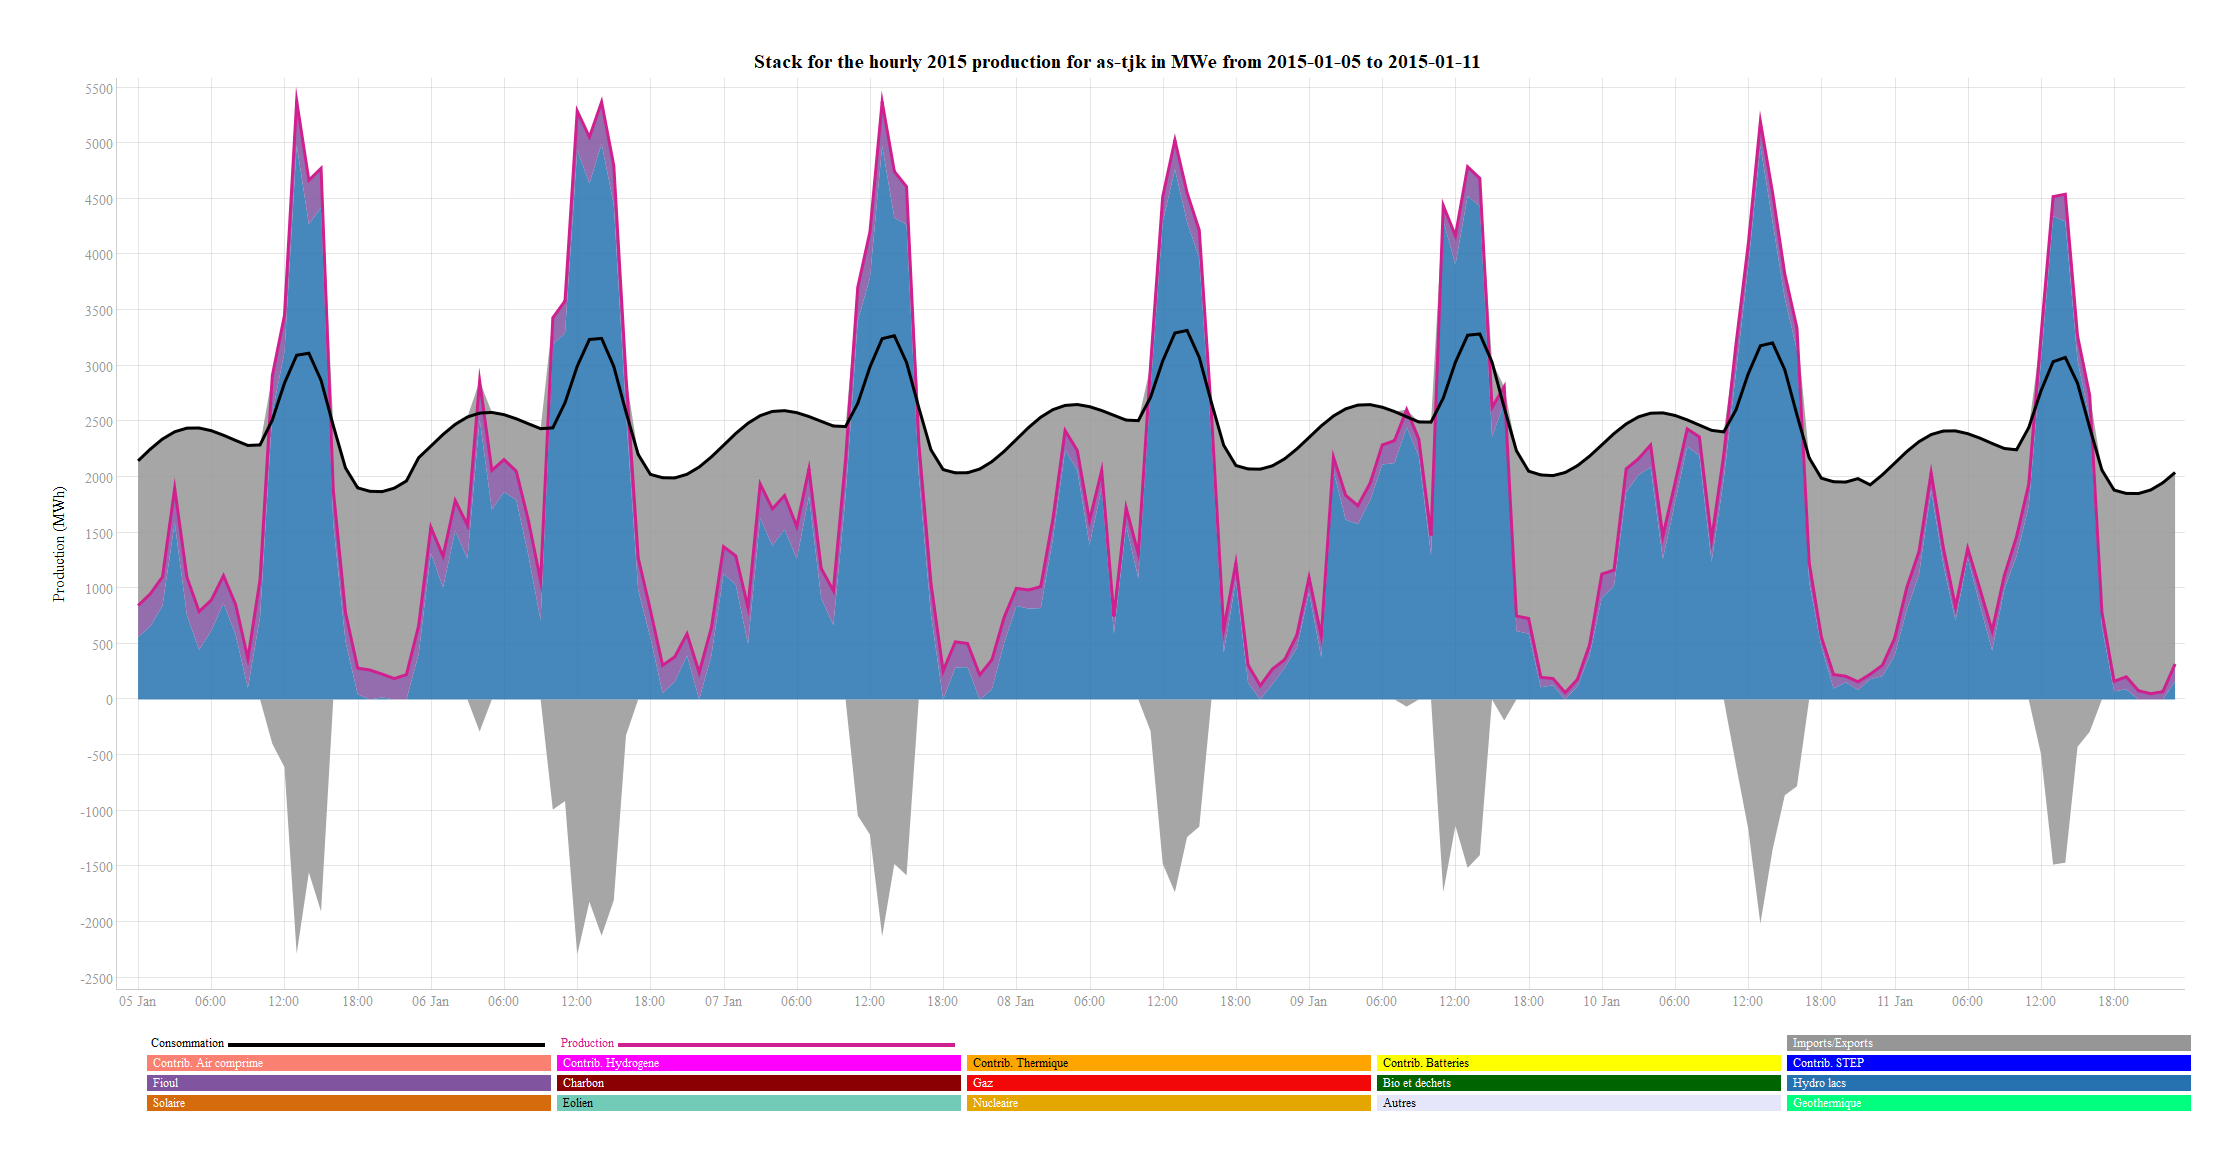 Stack for the hourly 2015 production for as-tjk in MWe from 2015-01-05 to 2015-01-11
5500
5000
4500
4000
3500
3000
2500
2000
1500
1000
500
0
-500
-1000
-1500
-2000
-2500
Production (MWh)
05 Jan 06:00 12:00 18:00 06 Jan 06:00 12:00 18:00 07 Jan 06:00 12:00 18:00 08 Jan 06:00 12:00 18:00 09 Jan 06:00 12:00 18:00 10 Jan 06:00 12:00 18:00 11 Jan 06:00 12:00 18:00
Consommation Production Imports/Exports
Contrib. Air comprime Contrib. Hydrogene Contrib. Thermique Contrib. Batteries Contrib. STEP
Fioul Charbon Gaz Bio et dechets Hydro lacs
Solaire Eolien Nucleaire Autres Geothermique